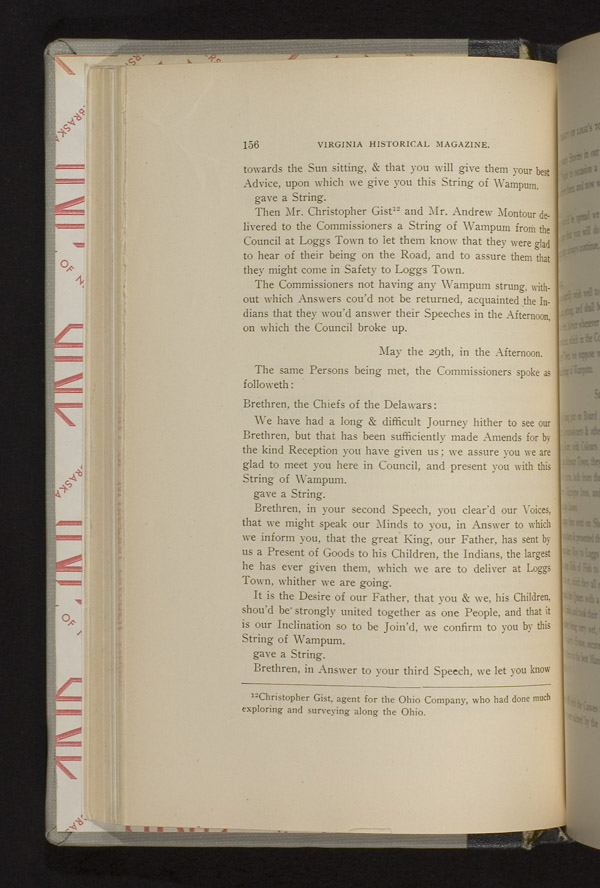 156 VIRGINIA HISTORICAL MAGAZINE.
towards the Sun sitting, & that you will give them your best
Advice, upon which we give you this String of Wampum.
gave a String.
Then Mr. Christopher Gist¹² and Mr. Andrew Montour de-
livered to the Commissioners a String of Wampum from the
Council at Loggs Town to let them know that they were glad
to hear of their being on the Road, and to assure them that
they might come in Safety to Loggs Town.
The Commissioners not having any Wampum strung, with-
out which Answers cou'd not be returned, acquainted the In-
dians that they wou'd answer their Speeches in the Afternoon,
on which the Council broke up.
May the 29th, in the Afternoon.
The same Persons being met, the Commissioners spoke as
followeth:
Brethren, the Chiefs of the Delawars:
We have had a long & difficult Journey hither to see our
Brethren, but that has been sufficiently made Amends for by
the kind Reception you have given us; we assure you we are
glad to meet you here in Council, and present you with this
String of Wampum.
gave a String.
Brethren, in your second Speech, you clear'd our Voices,
that we might speak our Minds to you, in Answer to which
we inform you, that the great King, our Father, has sent by
us a Present of Goods to his Children, the Indians, the largest
he has ever given them, which we are to deliver at Loggs
Town, whither we are going.
It is the Desire of our Father, that you & we, his Children,
shou'd be strongly united together as one People, and that it
is our Inclination so to be Join'd, we confirm to you by this
String of Wampum.
gave a String.
Brethren, in Answer to your third Speech, we let you know
¹²Christopher Gist, agent for the Ohio Company, who had done much
exploring and surveying along the Ohio.